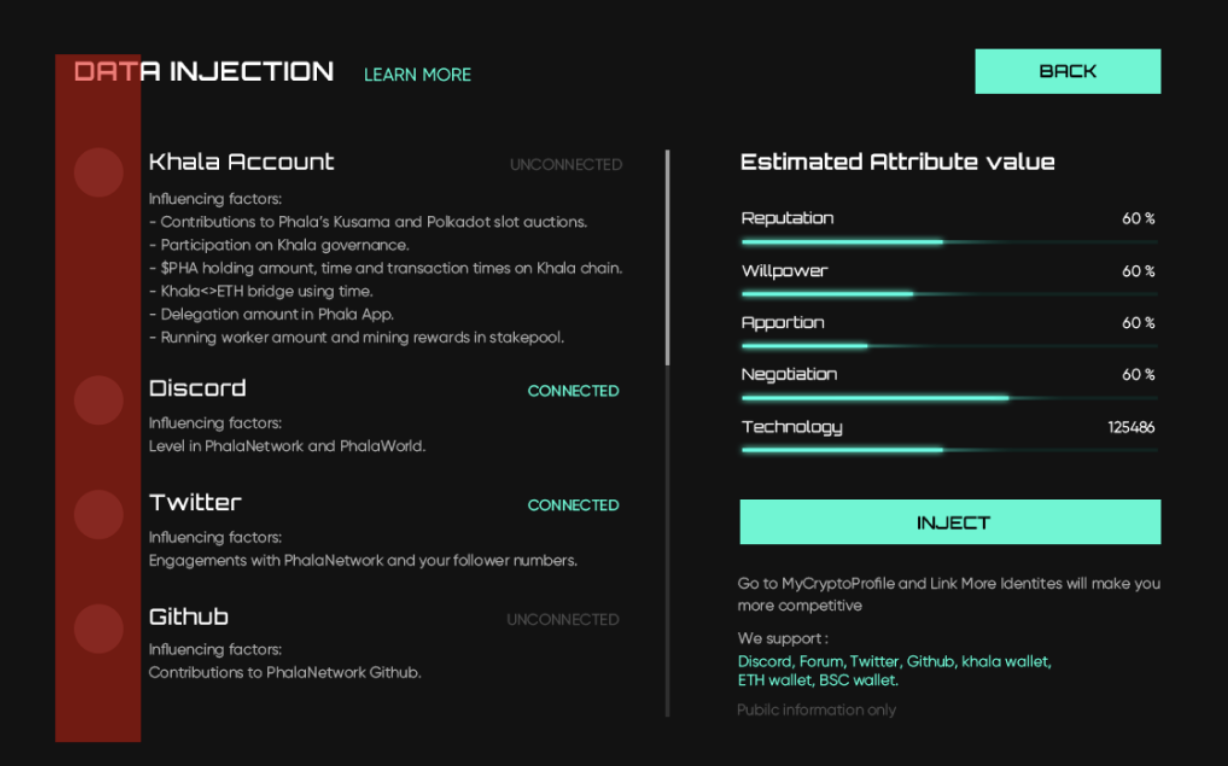 DATA INJECTION
LEARN MORE
BACK
Khala Account
UNCONNECTED
Influencing factors:
- Contributions to Phala's Kusama and Polkadot slot auctions.
- Participation on Khala governance.
- $PHA holding amount, time and transaction times on Khala chain.
- Khala<>ETH bridge using time.
- Delegation amount in Phala App.
- Running worker amount and mining rewards in stakepool.
Discord
CONNECTED
Influencing factors:
Level in PhalaNetwork and PhalaWorld.
Twitter
CONNECTED
Influencing factors:
Engagements with PhalaNetwork and your follower numbers.
Github
UNCONNECTED
Influencing factors:
Contributions to PhalaNetwork Github.
Estimated Attribute value
Reputation 60 %
Willpower 60 %
Apportion 60 %
Negotiation 60 %
Technology 125486
INJECT
Go to MyCryptoProfile and Link More Identites will make you
more competitive
We support :
Discord, Forum, Twitter, Github, khala wallet,
ETH wallet, BSC wallet.
Pubilc information only